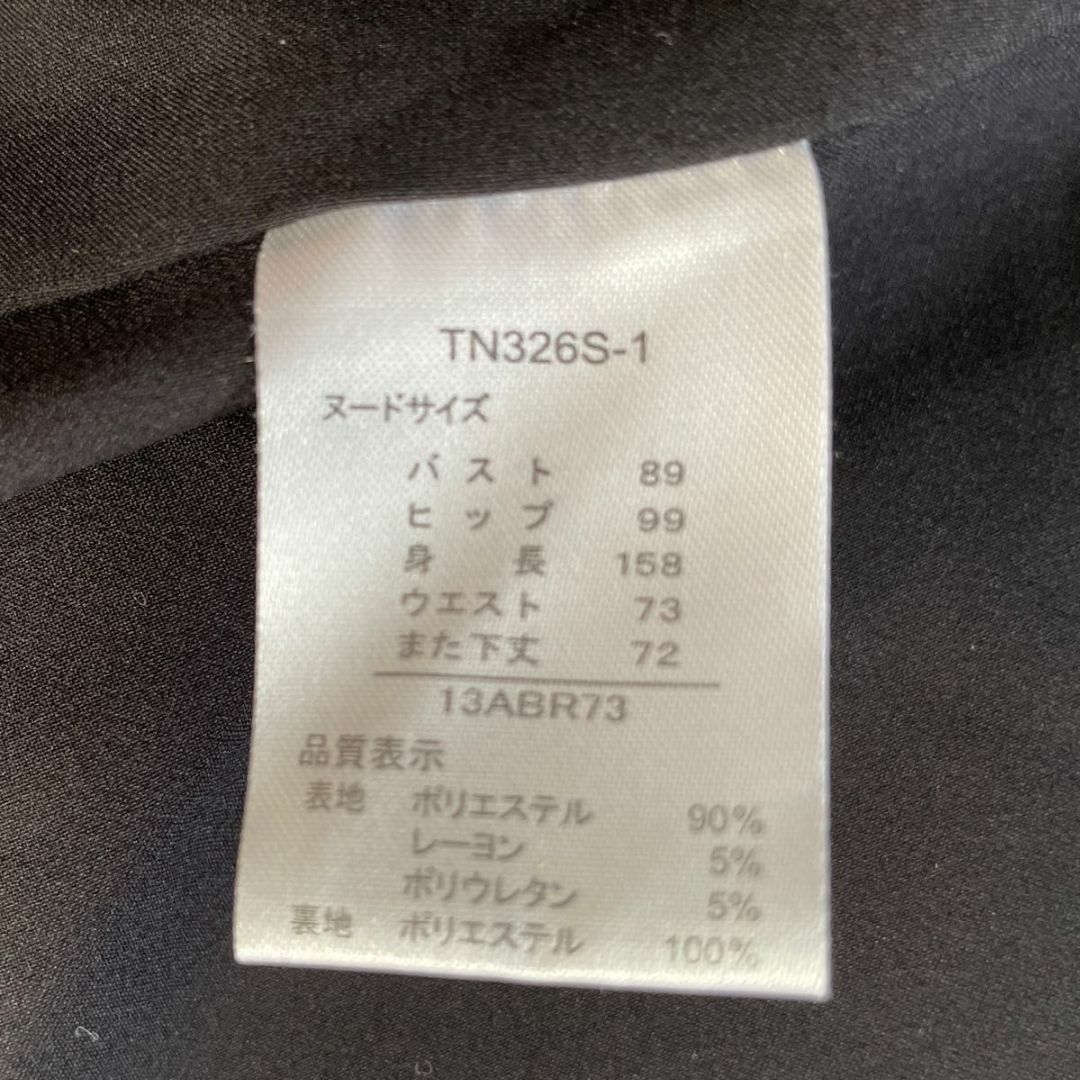 TN326S-1
ヌードサイズ
バスト 89
ヒップ 99
身長 158
ウエスト 73
また下丈 72
13ABR73
品質表示
表地 ポリエステル 90%
レーヨン 5%
ポリウレタン 5%
裏地 ポリエステル 100%